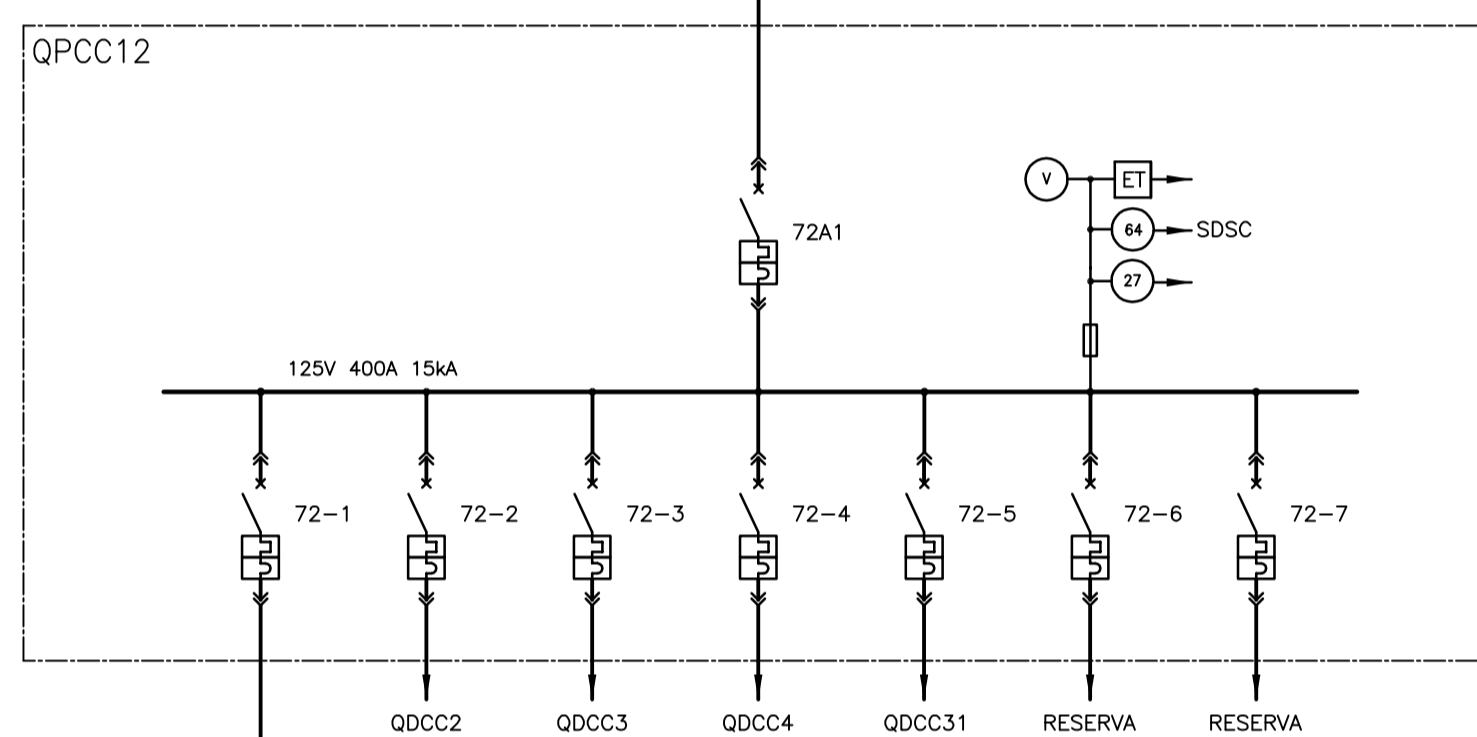 QPCC12
V
ET
72A1
64
SDSC
27
125V 400A 15kA
72-1
72-2
72-3
72-4
72-5
72-6
72-7
QDCC2
QDCC3
QDCC4
QDCC31
RESERVA
RESERVA